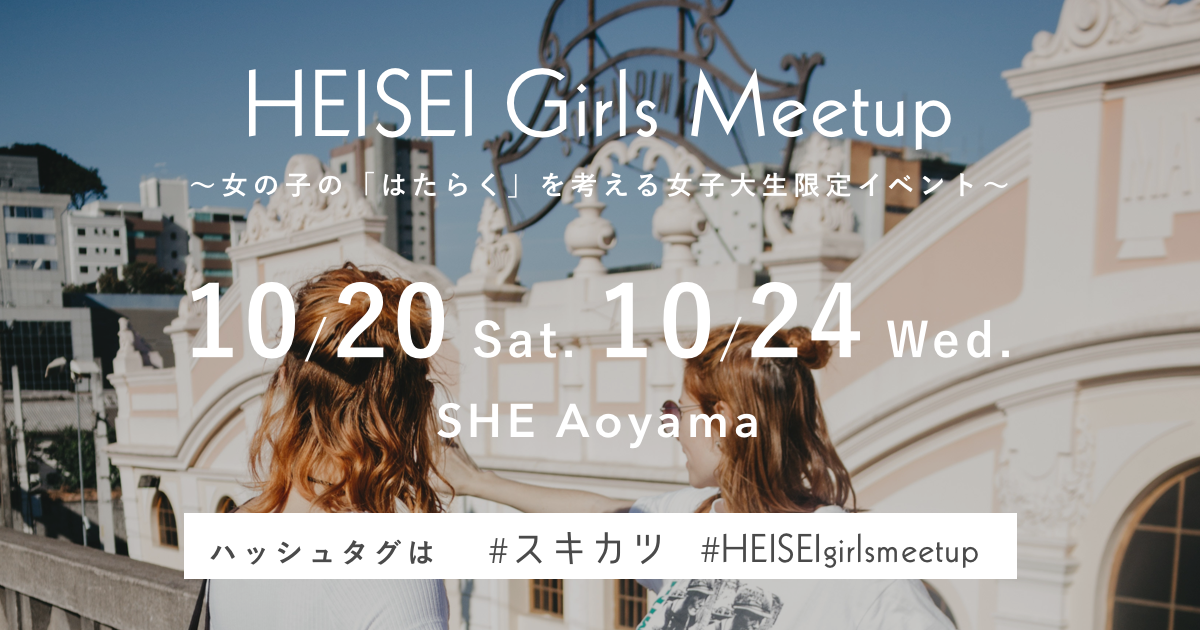 HEISEI Girls Meetup
〜女の子の「はたらく」を考える女子大生限定イベント〜
10/20 Sat. 10/24 Wed.
SHE Aoyama
ハッシュタグは #スキカツ #HEISEIgirlsmeetup